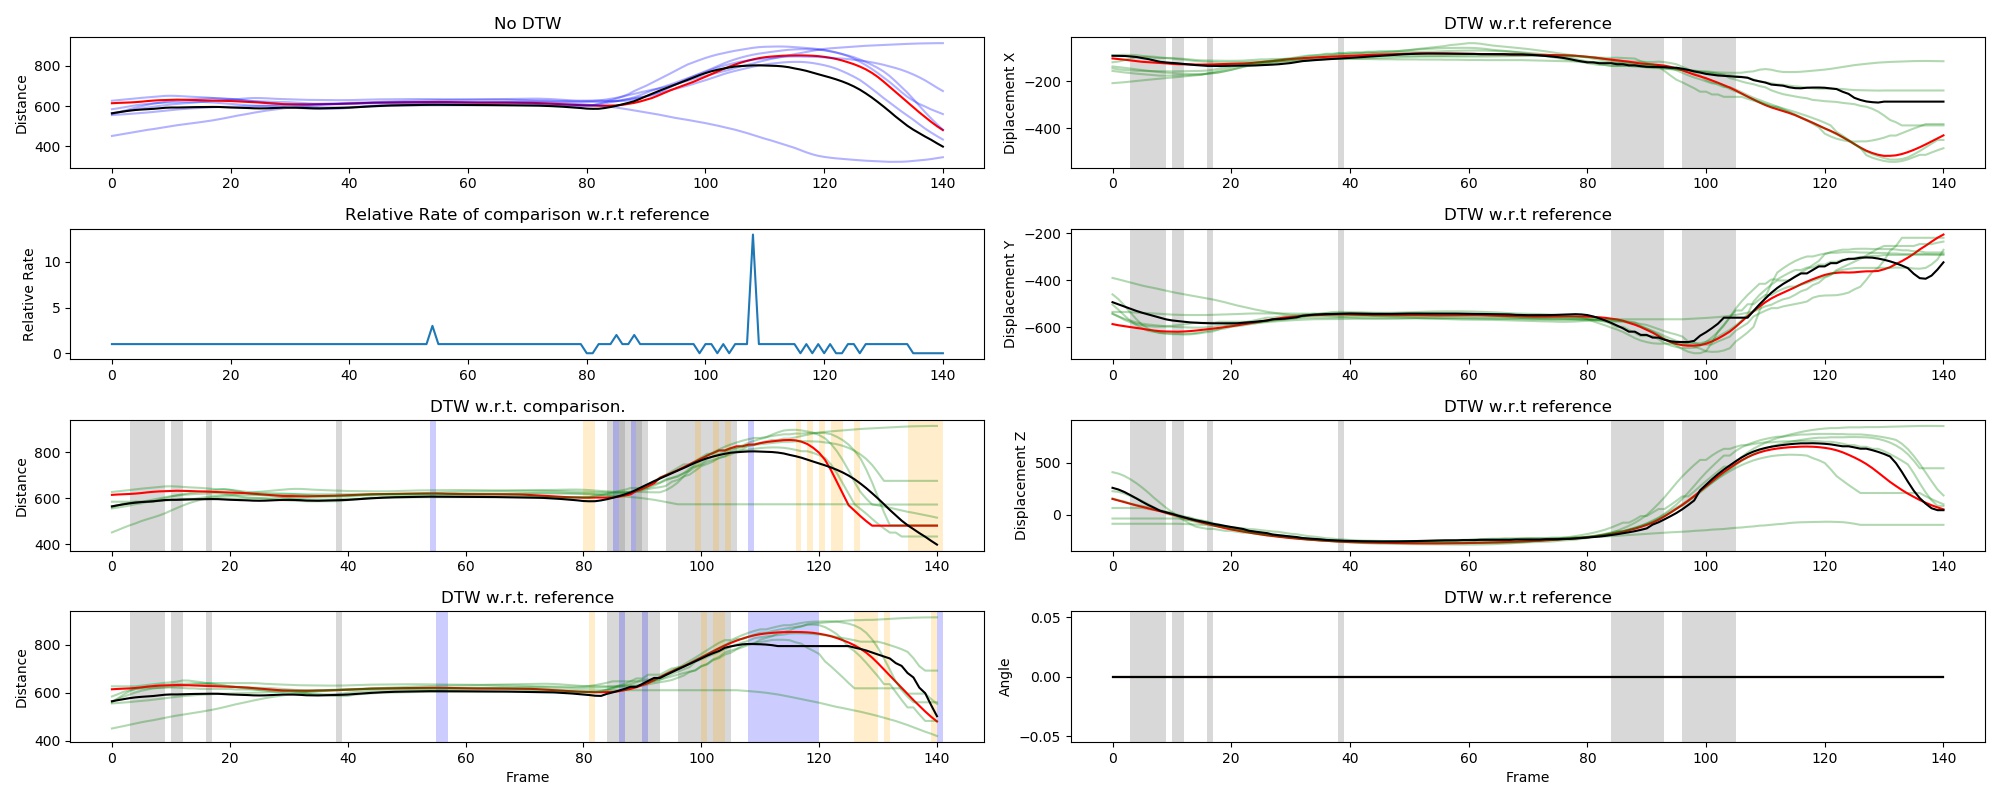 No DTW
Distance
800
600
400
0 20 40 60 80 100 120 140
Relative Rate of comparison w.r.t reference
Relative Rate
10
5
0
0 20 40 60 80 100 120 140
DTW w.r.t. comparison.
Distance
800
600
400
0 20 40 60 80 100 120 140
DTW w.r.t. reference
Distance
800
600
400
0 20 40 60 80 100 120 140
Frame
DTW w.r.t reference
Diplacement X
−200
−400
0 20 40 60 80 100 120 140
DTW w.r.t reference
Displacement Y
−200
−400
−600
0 20 40 60 80 100 120 140
DTW w.r.t reference
Displacement Z
500
0
0 20 40 60 80 100 120 140
DTW w.r.t reference
Angle
0.05
0.00
−0.05
0 20 40 60 80 100 120 140
Frame